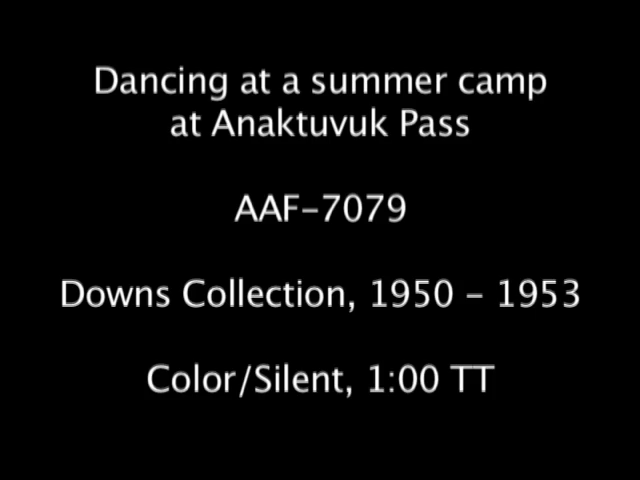 Dancing at a summer camp
at Anaktuvuk Pass
AAF-7079
Downs Collection, 1950 - 1953
Color/Silent, 1:00 TT